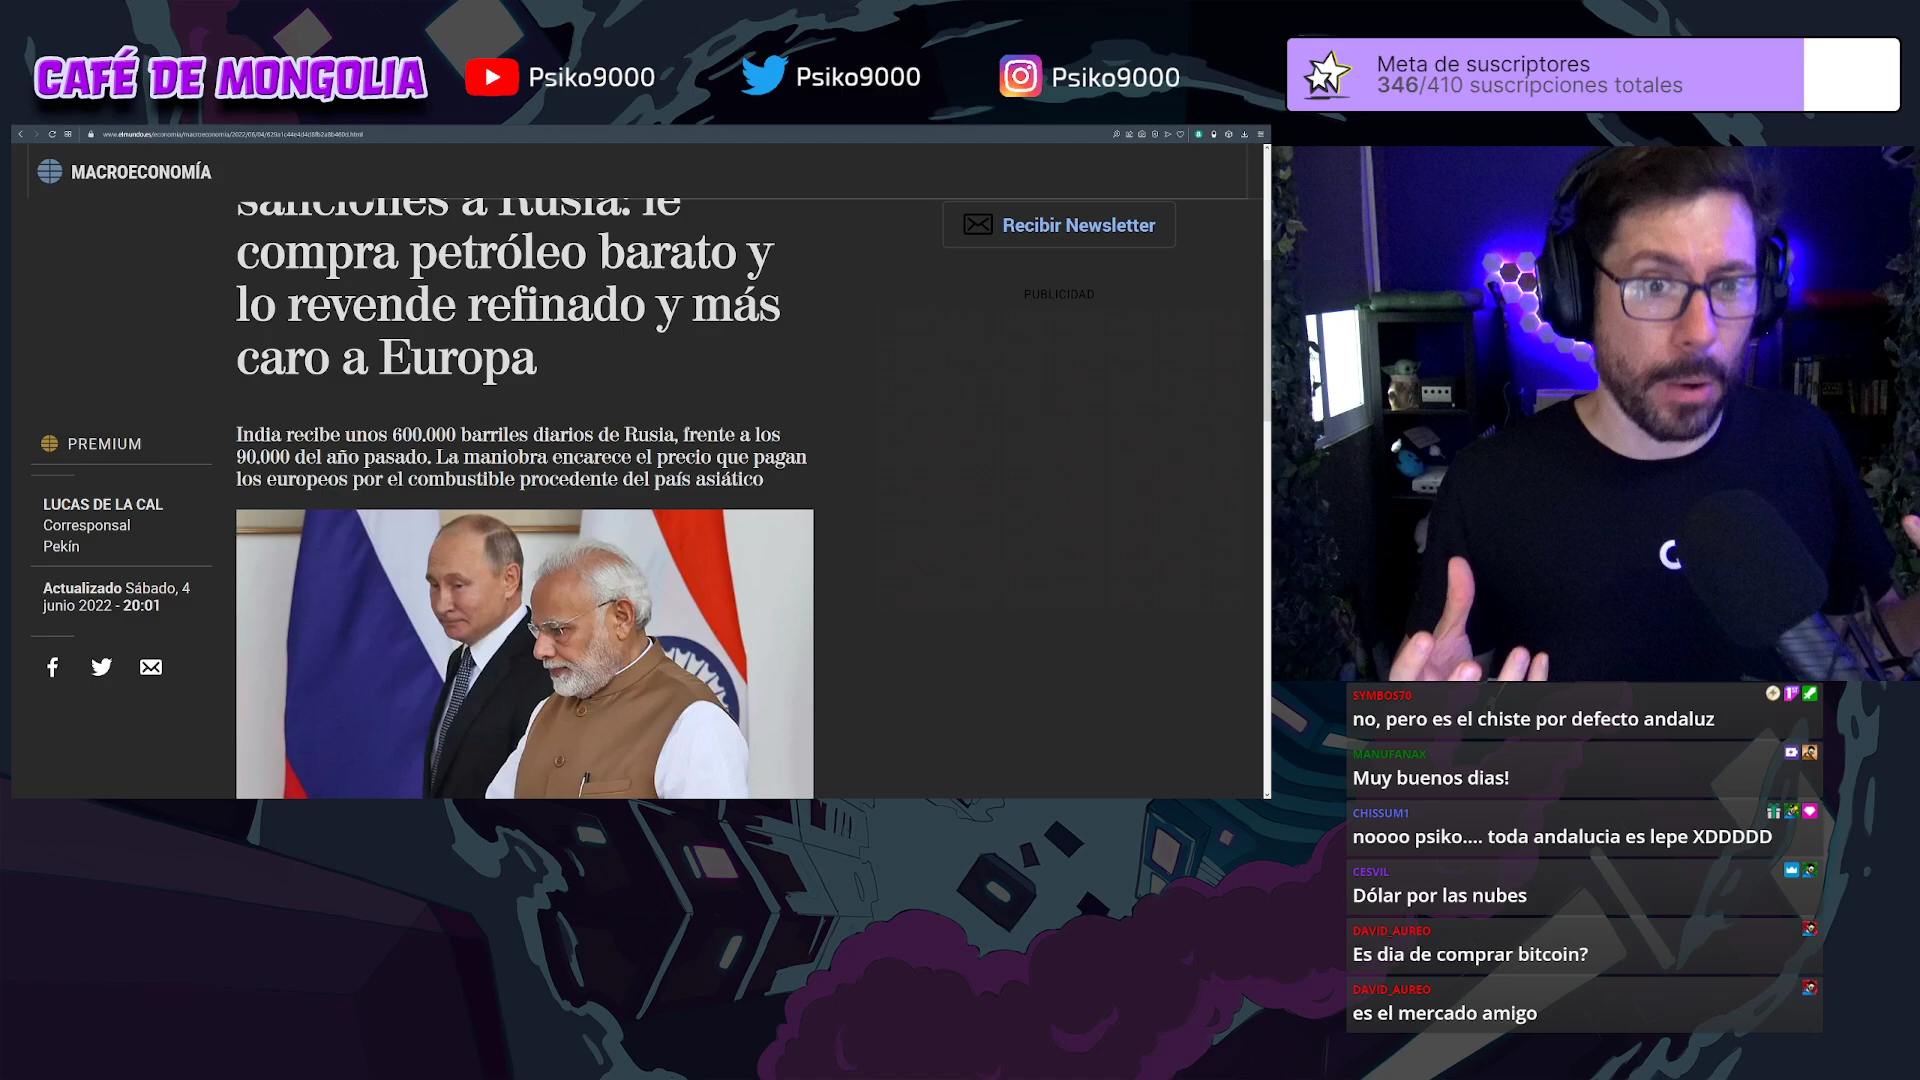 CAFÉ DE MONGOLIA
Psiko9000
Psiko9000
Psiko9000
Meta de suscriptores
346/410 suscripciones totales
MACROECONOMÍA
sanciones a Rusia: le
compra petróleo barato y
lo revende refinado y más
caro a Europa
Recibir Newsletter
PUBLICIDAD
India recibe unos 600.000 barriles diarios de Rusia, frente a los
90.000 del año pasado. La maniobra encarece el precio que pagan
los europeos por el combustible procedente del país asiático
PREMIUM
LUCAS DE LA CAL
Corresponsal
Pekín
Actualizado Sábado, 4
junio 2022 - 20:01
SYMBOS70
no, pero es el chiste por defecto andaluz
MANUFANAX
Muy buenos dias!
CHISSUM1
noooo psiko.... toda andalucia es lepe XDDDDD
CESVIL
Dólar por las nubes
DAVID_AUREO
Es dia de comprar bitcoin?
DAVID_AUREO
es el mercado amigo